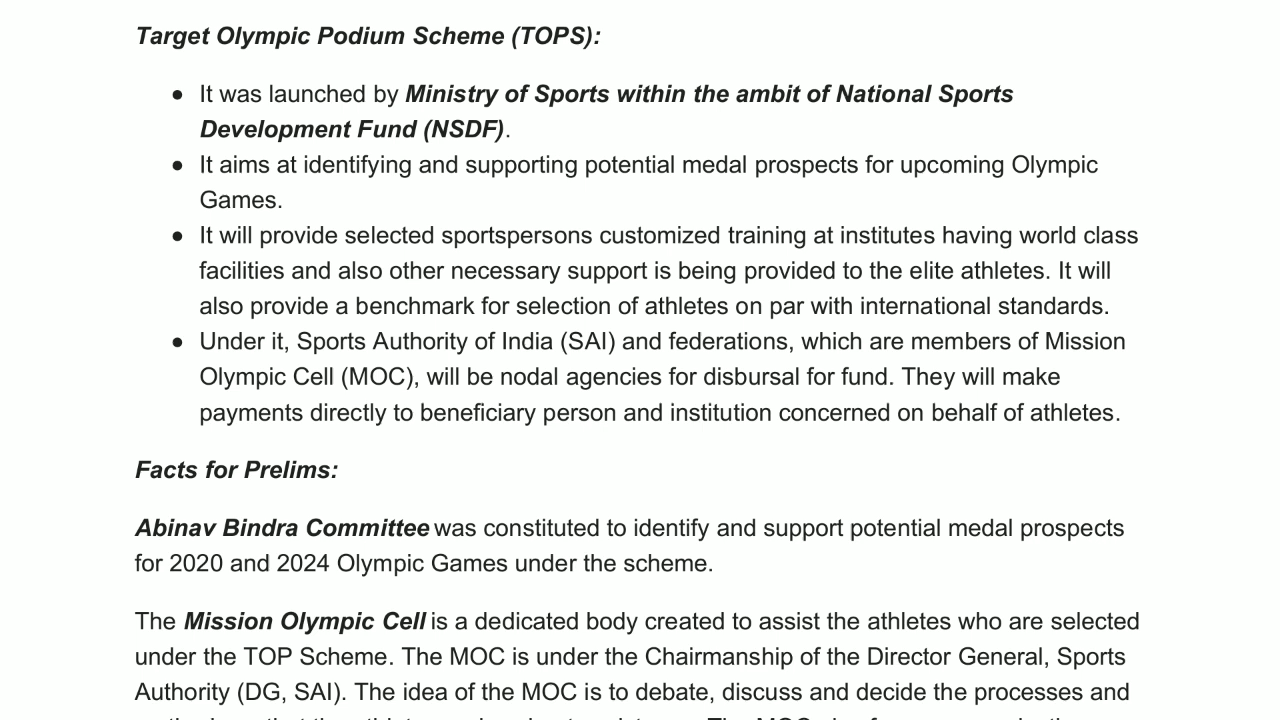 Target Olympic Podium Scheme (TOPS):
● It was launched by Ministry of Sports within the ambit of National Sports
Development Fund (NSDF).
● It aims at identifying and supporting potential medal prospects for upcoming Olympic
Games.
● It will provide selected sportspersons customized training at institutes having world class
facilities and also other necessary support is being provided to the elite athletes. It will
also provide a benchmark for selection of athletes on par with international standards.
● Under it, Sports Authority of India (SAI) and federations, which are members of Mission
Olympic Cell (MOC), will be nodal agencies for disbursal for fund. They will make
payments directly to beneficiary person and institution concerned on behalf of athletes.
Facts for Prelims:
Abinav Bindra Committee was constituted to identify and support potential medal prospects
for 2020 and 2024 Olympic Games under the scheme.
The Mission Olympic Cell is a dedicated body created to assist the athletes who are selected
under the TOP Scheme. The MOC is under the Chairmanship of the Director General, Sports
Authority (DG, SAI). The idea of the MOC is to debate, discuss and decide the processes and